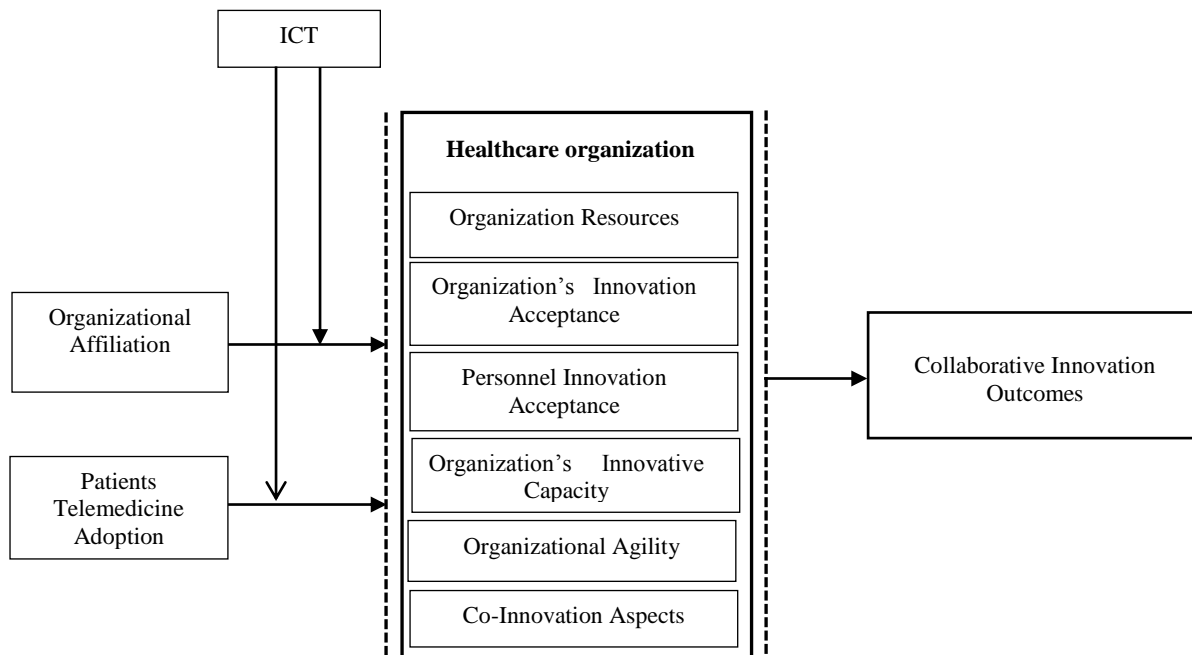 ICT
Healthcare organization
Organization Resources
Organization’s Innovation
Acceptance
Personnel Innovation
Acceptance
Organization’s Innovative
Capacity
Organizational Agility
Co-Innovation Aspects
Organizational
Affiliation
Patients
Telemedicine
Adoption
Collaborative Innovation
Outcomes